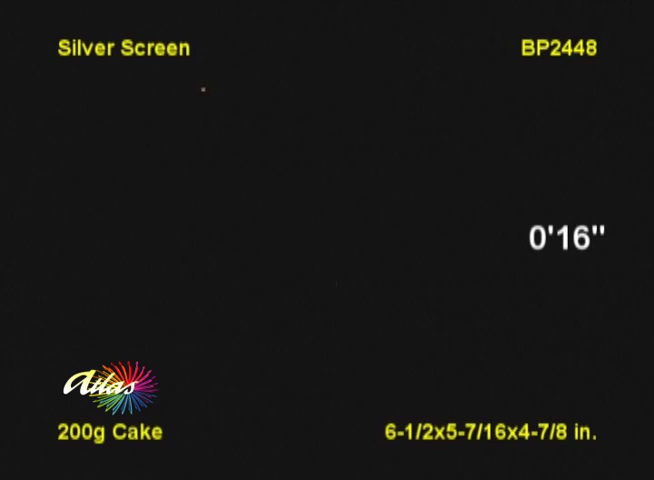 Silver Screen
BP2448
0'16"
Atlas
200g Cake
6-1/2x5-7/16x4-7/8 in.